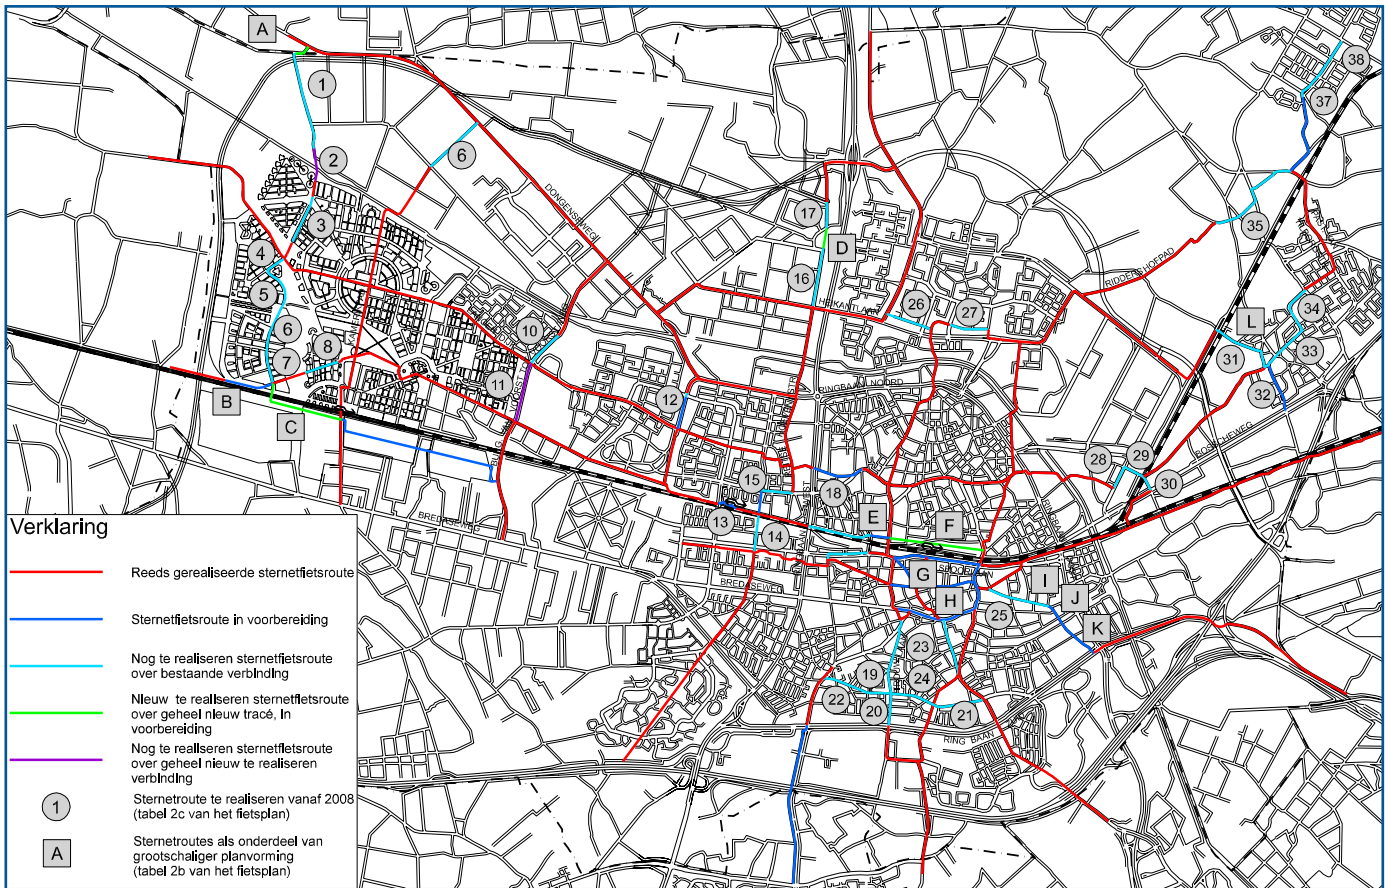 A
1
38
37
2
6
DONGENSEWEG
17
D
3
35
RIDDERSHOFPAD
4
16
5
HEIKANTLAAN
26
27
34
6
10
L
31
33
7
8
11
RINGBAAN NOORD
B
12
32
C
BOSSCHEWEG
28
29
15
18
30
BREDASEWEG
13
14
E
F
G
SPOORLAAN
BREDASEWEG
H
I
J
25
K
23
19
24
22
20
21
RING BAAN
Verklaring
Reeds gerealiseerde sternetfietsroute
Sternetfietsroute in voorbereiding
Nog te realiseren sternetfietsroute
over bestaande verbinding
Nieuw te realiseren sternetfietsroute
over geheel nieuw tracé, in
voorbereiding
Nog te realiseren sternetfietsroute
over geheel nieuw te realiseren
verbinding
1
Sternetroute te realiseren vanaf 2008
(tabel 2c van het fietsplan)
A
Sternetroutes als onderdeel van
grootschaliger planvorming
(tabel 2b van het fietsplan)